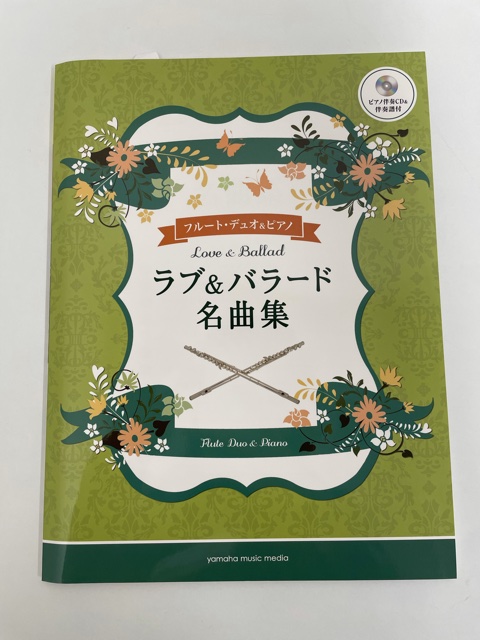 ピアノ伴奏CD&
伴奏譜付
フルート・デュオ&ピアノ
Love & Ballad
ラブ&バラード
名曲集
Flute Duo & Piano
yamaha music media